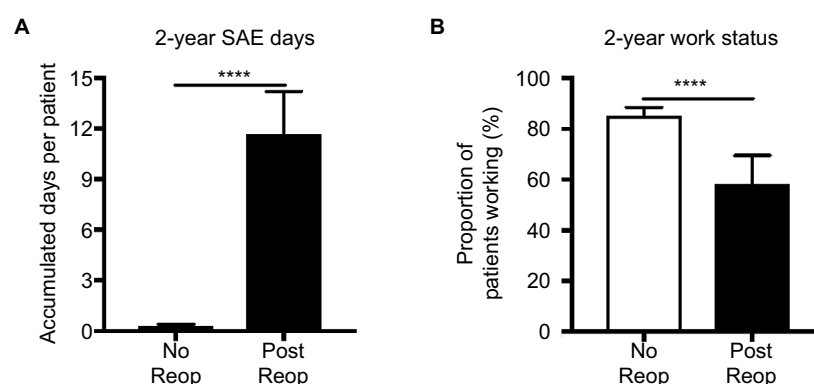 A
2-year SAE days
Accumulated days per patient
15
12
9
6
3
0
****
No
Reop
Post
Reop
B
2-year work status
Proportion of
patients working (%)
100
80
60
40
20
0
****
No
Reop
Post
Reop